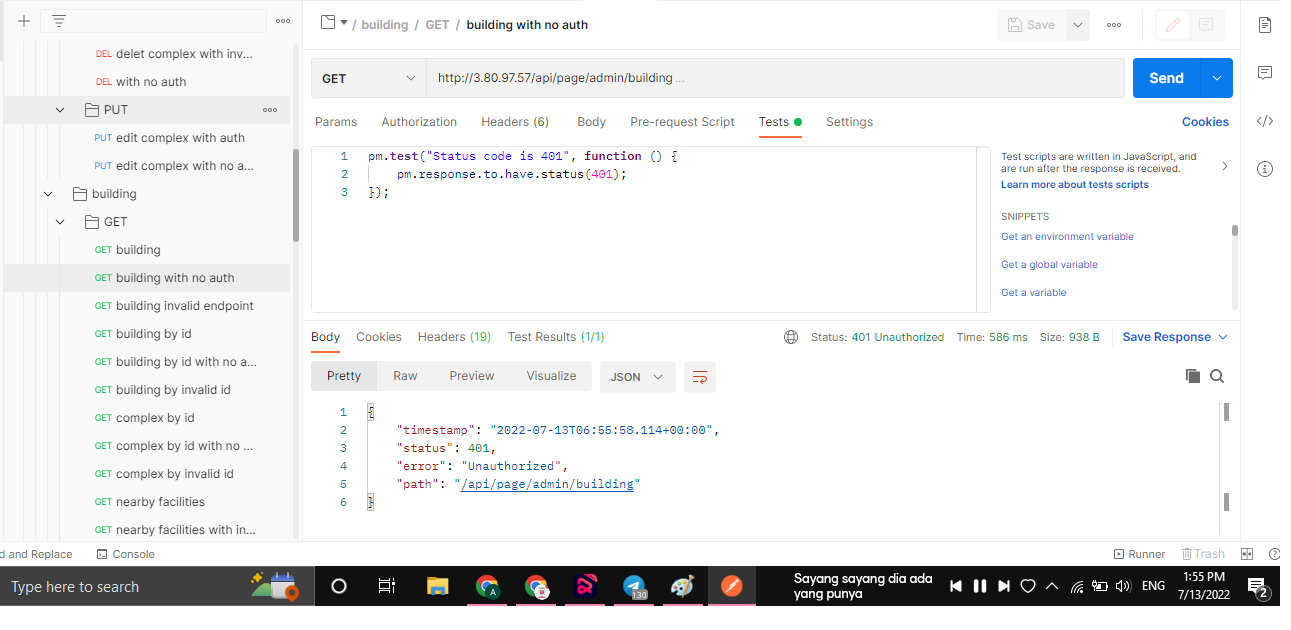 / building / GET / building with no auth
Save
DEL delet complex with inv...
DEL with no auth
PUT
PUT edit complex with auth
PUT edit complex with no a...
building
GET
GET building
GET building with no auth
GET building invalid endpoint
GET building by id
GET building by id with no a...
GET building by invalid id
GET complex by id
GET complex by id with no ...
GET complex by invalid id
GET nearby facilities
GET nearby facilities with in...
GET
http://3.80.97.57/api/page/admin/building ...
Send
Params Authorization Headers (6) Body Pre-request Script Tests Settings
Cookies
1 pm.test("Status code is 401", function () {
2 pm.response.to.have.status(401);
3 });
Test scripts are written in JavaScript, and
are run after the response is received.
Learn more about tests scripts
SNIPPETS
Get an environment variable
Get a global variable
Get a variable
Body Cookies Headers (19) Test Results (1/1)
Status: 401 Unauthorized Time: 586 ms Size: 938 B
Save Response
Pretty Raw Preview Visualize JSON
1 {
2 "timestamp": "2022-07-13T06:55:58.114+00:00",
3 "status": 401,
4 "error": "Unauthorized",
5 "path": "/api/page/admin/building"
6 }
d and Replace Console
Runner Trash
Type here to search
A
130
Sayang sayang dia ada
yang punya
ENG
1:55 PM
7/13/2022
2